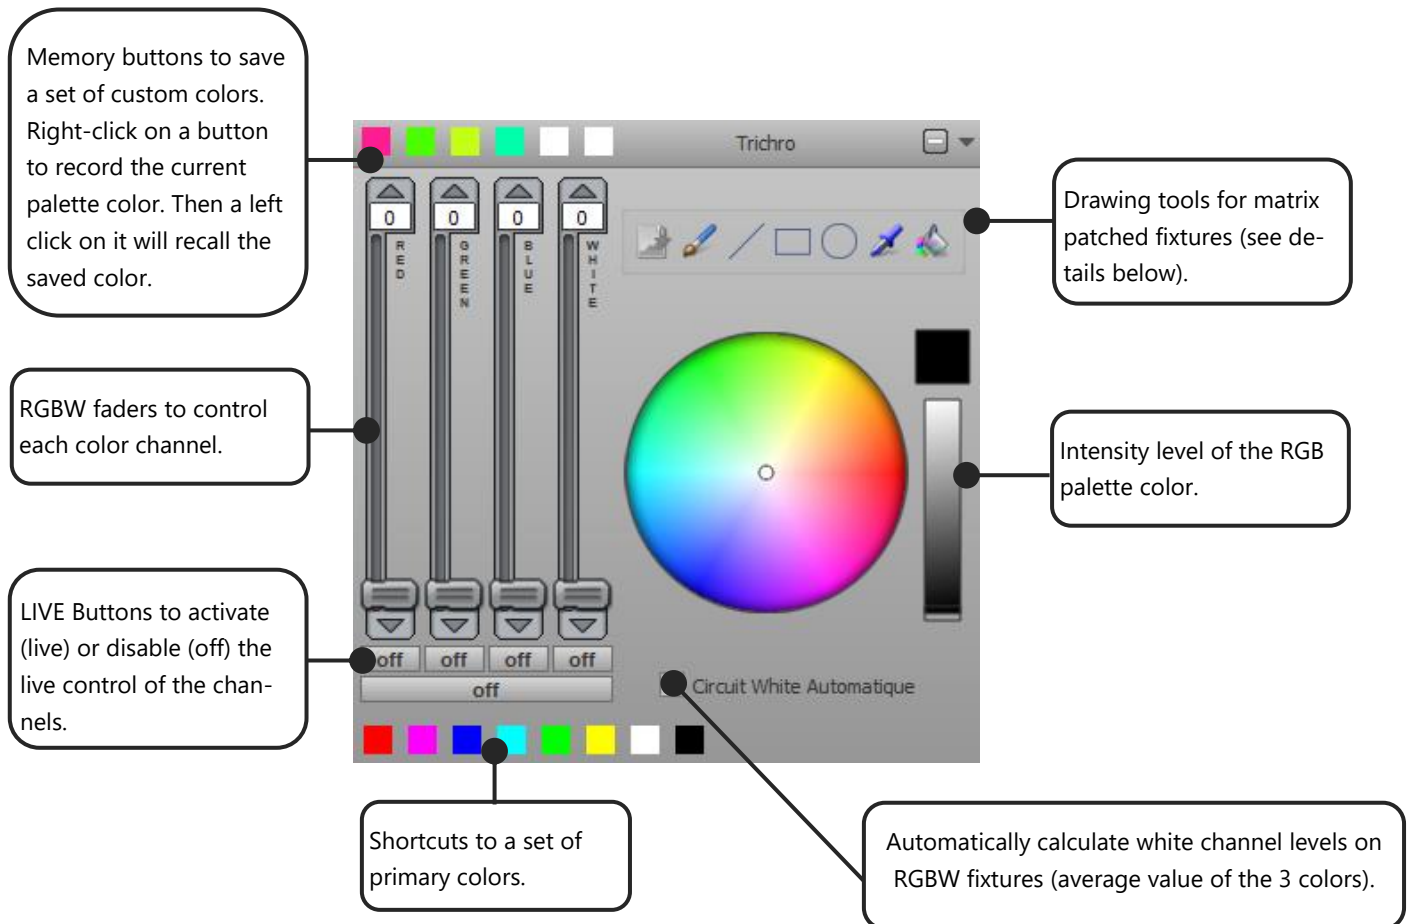 Memory buttons to save
a set of custom colors.
Right-click on a button
to record the current
palette color. Then a left
click on it will recall the
saved color.
Trichro
0
0
0
0
RED
GREEN
BLUE
WHITE
Drawing tools for matrix
patched fixtures (see de-
tails below).
RGBW faders to control
each color channel.
Intensity level of the RGB
palette color.
LIVE Buttons to activate
(live) or disable (off) the
live control of the chan-
nels.
off
off
off
off
off
Circuit White Automatique
Shortcuts to a set of
primary colors.
Automatically calculate white channel levels on
RGBW fixtures (average value of the 3 colors).